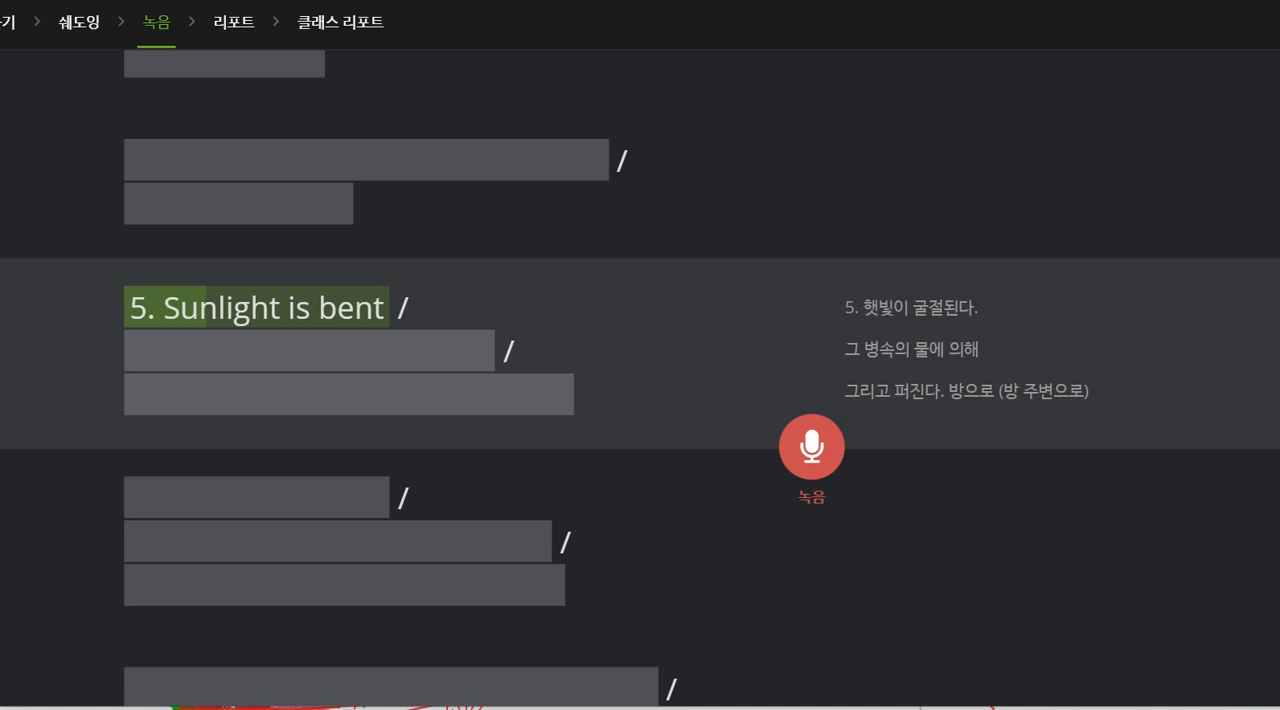 기 > 쉐도잉 > 녹음 > 리포트 > 클래스 리포트
/
5. Sunlight is bent /
/
5. 햇빛이 굴절된다.
그 병속의 물에 의해
그리고 퍼진다. 방으로 (방 주변으로)
녹음
/
/
/